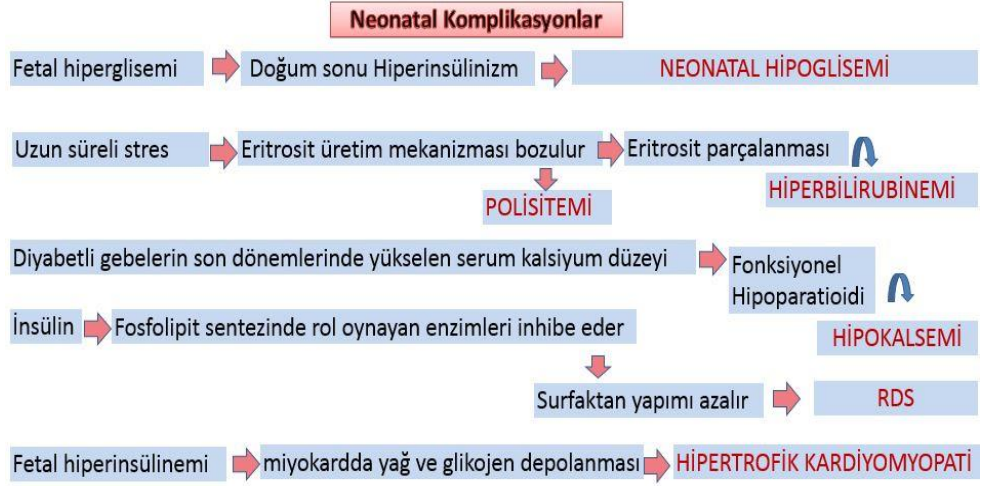 Neonatal Komplikasyonlar
Fetal hiperglisemi
Doğum sonu Hiperinsülinizm
NEONATAL HİPOGLİSEMİ
Uzun süreli stres
Eritrosit üretim mekanizması bozulur
Eritrosit parçalanması
HİPERBİLİRUBİNEMİ
POLİSİTEMİ
Diyabetli gebelerin son dönemlerinde yükselen serum kalsiyum düzeyi
Fonksiyonel
Hipoparatioidi
HİPOKALSEMİ
İnsülin
Fosfolipit sentezinde rol oynayan enzimleri inhibe eder
Surfaktan yapımı azalır
RDS
Fetal hiperinsülinemi
miyokardda yağ ve glikojen depolanması
HİPERTROFİK KARDİYOMYOPATİ